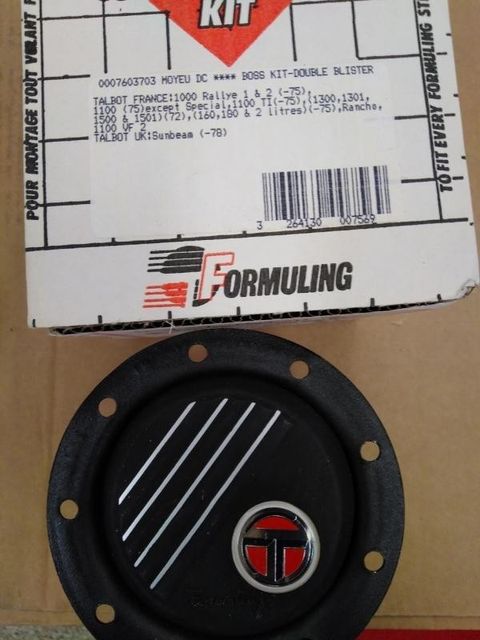 KIT
POUR MONTAGE TOUT VOLANT F
TO FIT EVERY FORMULING ST
0007603703 MOYEU DC **** BOSS KIT-DOUBLE BLISTER
TALBOT FRANCE:1000 Rallye 1 & 2 (-75),
1100 (75)except Special,1100 TI(-75),(1300,1301,
1500 & 1501)(72),(160,180 & 2 litres)(-75),Rancho,
1100 VF 2
TALBOT UK:Sunbeam (-78)
3 264130 007569
FORMULING
T